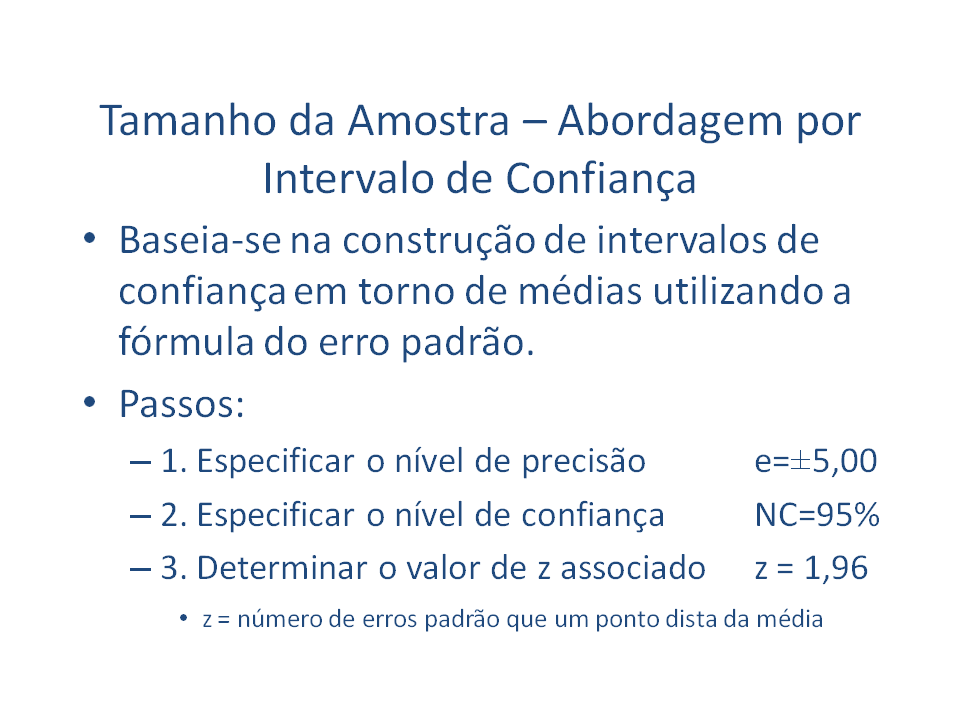 Tamanho da Amostra – Abordagem por
Intervalo de Confiança
• Baseia-se na construção de intervalos de
confiança em torno de médias utilizando a
fórmula do erro padrão.
• Passos:
– 1. Especificar o nível de precisão e=±5,00
– 2. Especificar o nível de confiança NC=95%
– 3. Determinar o valor de z associado z = 1,96
• z = número de erros padrão que um ponto dista da média